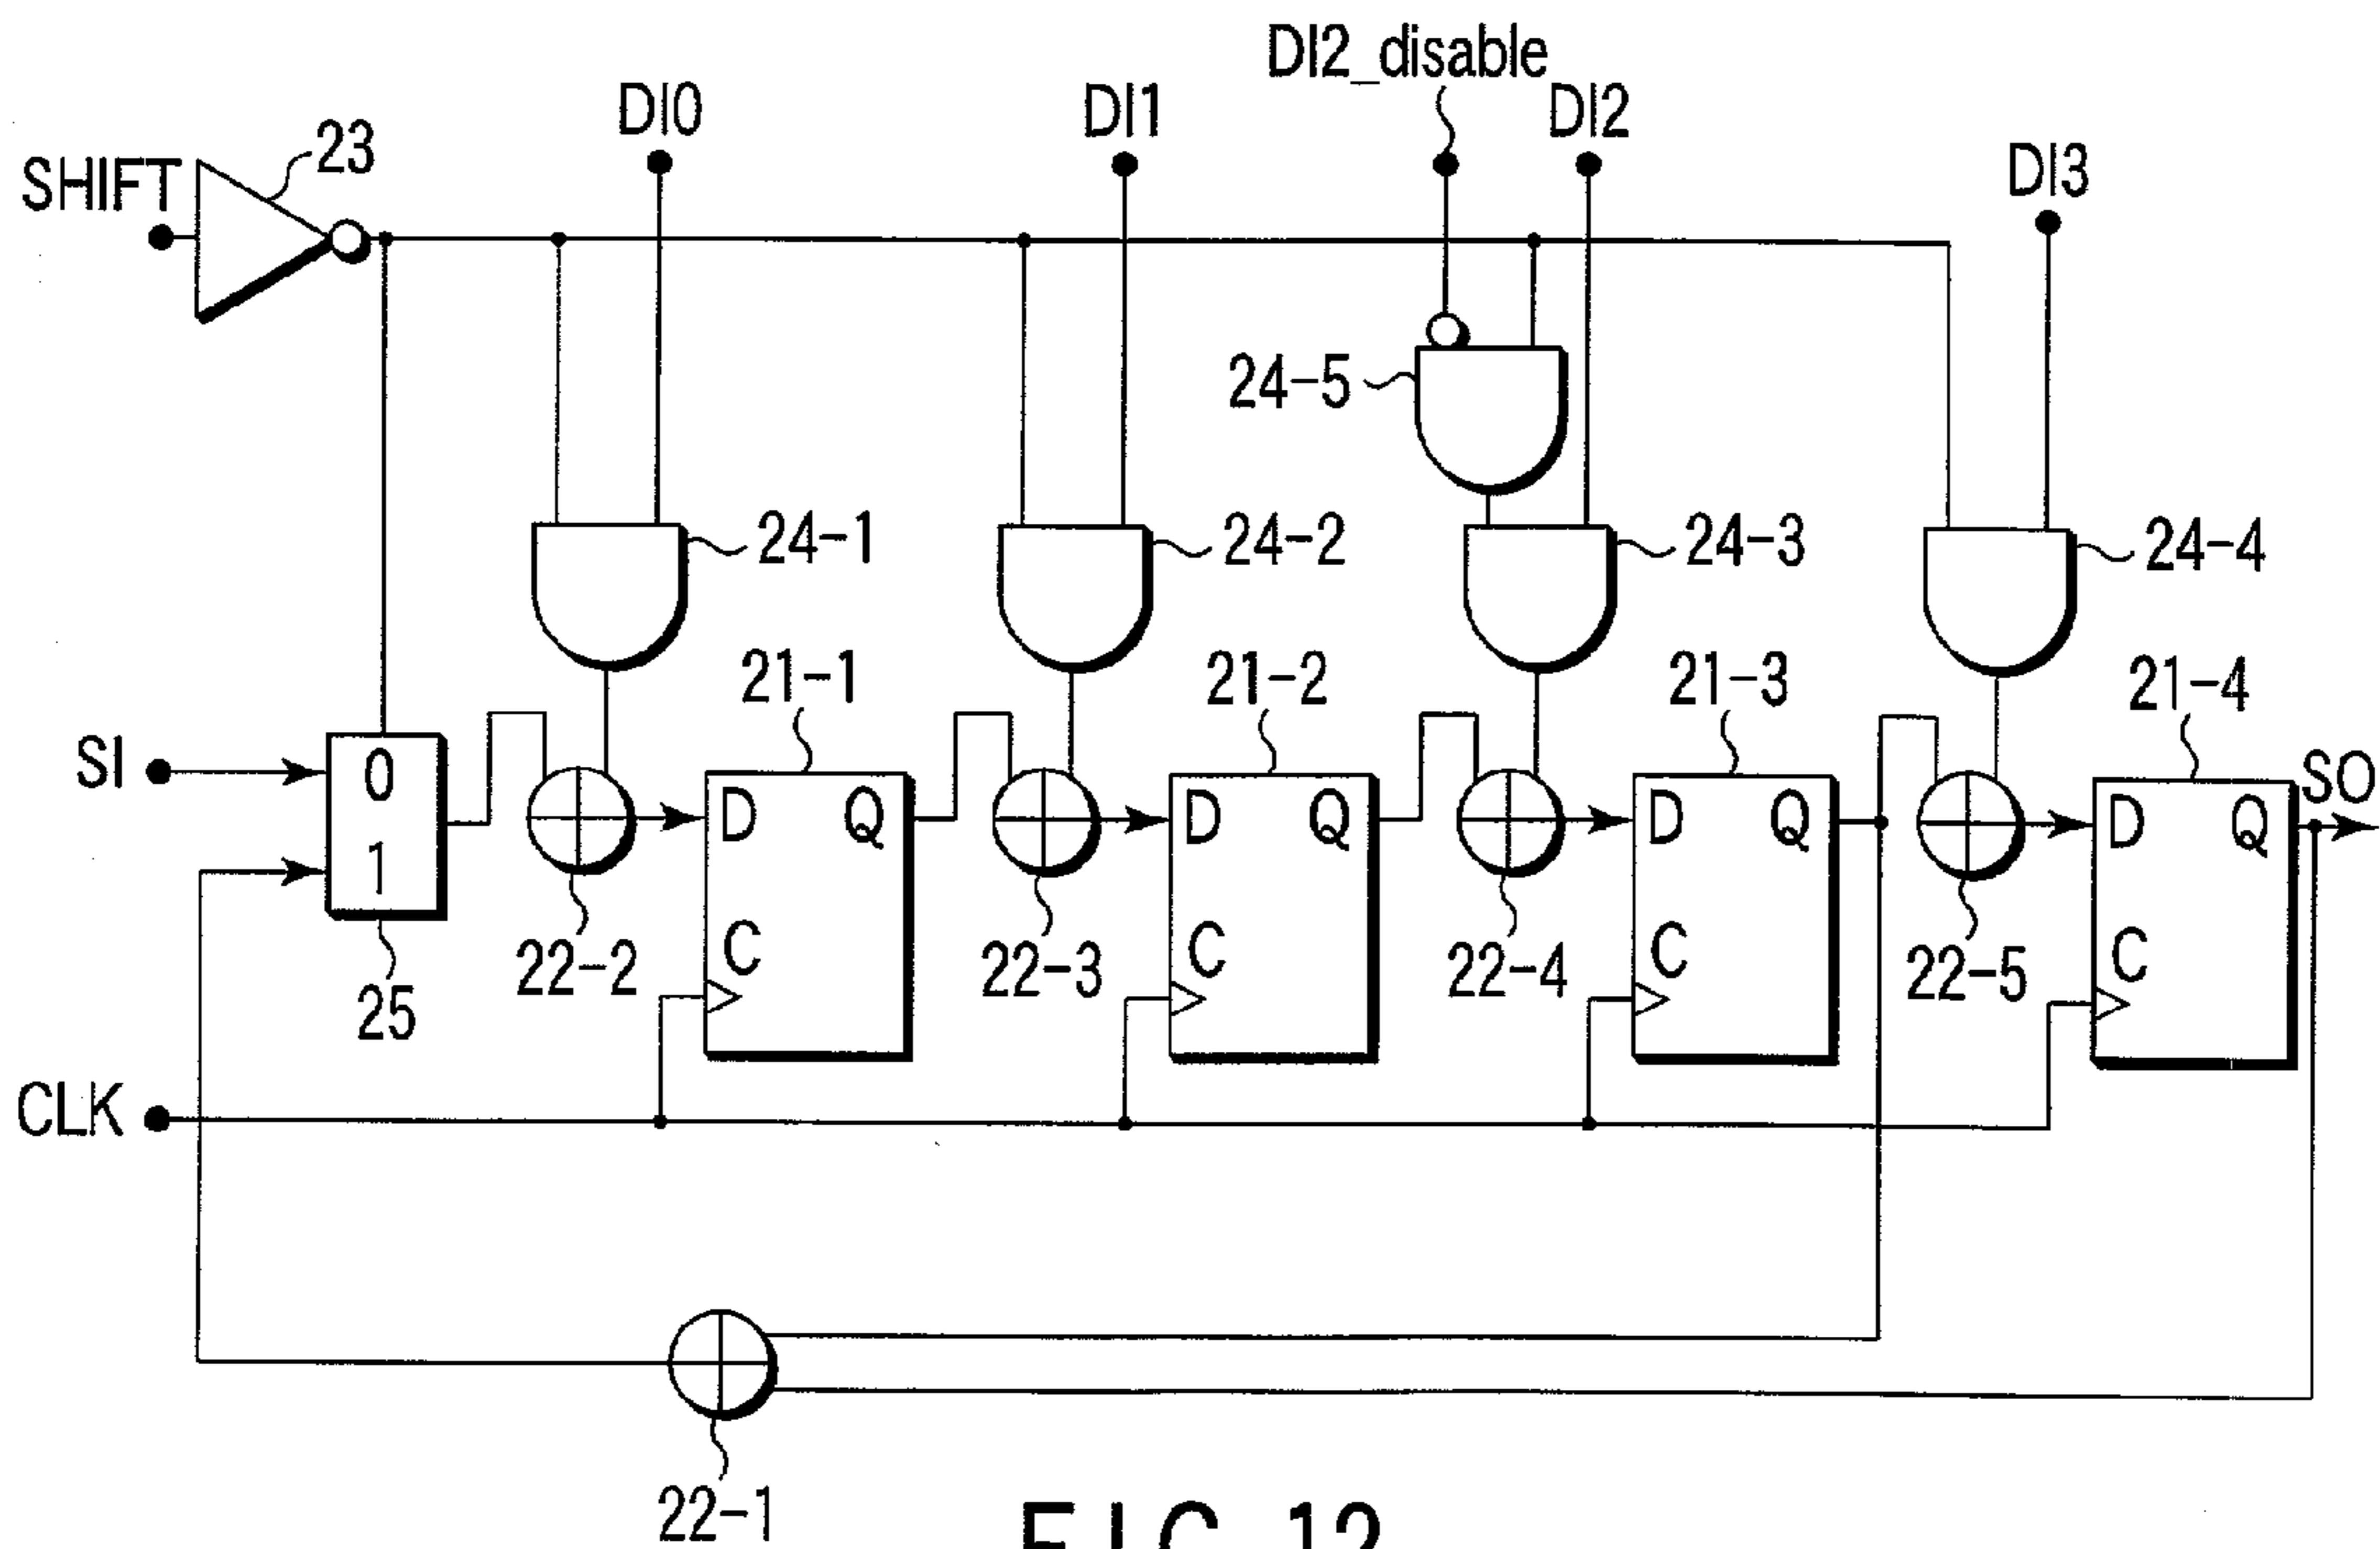 DI2_disable
DI0
DI1
DI2
DI3
SHIFT
23
24-5
24-1
24-2
24-3
24-4
21-1
21-2
21-3
21-4
SI
0
1
D Q
C
D Q
C
D Q
C
D Q
C
SO
22-2
22-3
22-4
22-5
25
CLK
22-1
FIG. 12